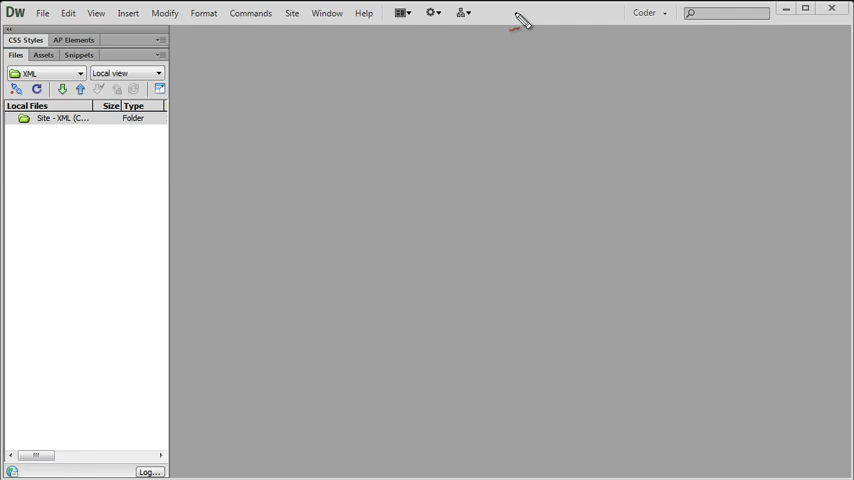 Dw File Edit View Insert Modify Format Commands Site Window Help Coder
CSS Styles AP Elements
Files Assets Snippets
XML Local view
Local Files Size Type
Site - XML (C... Folder
Log...